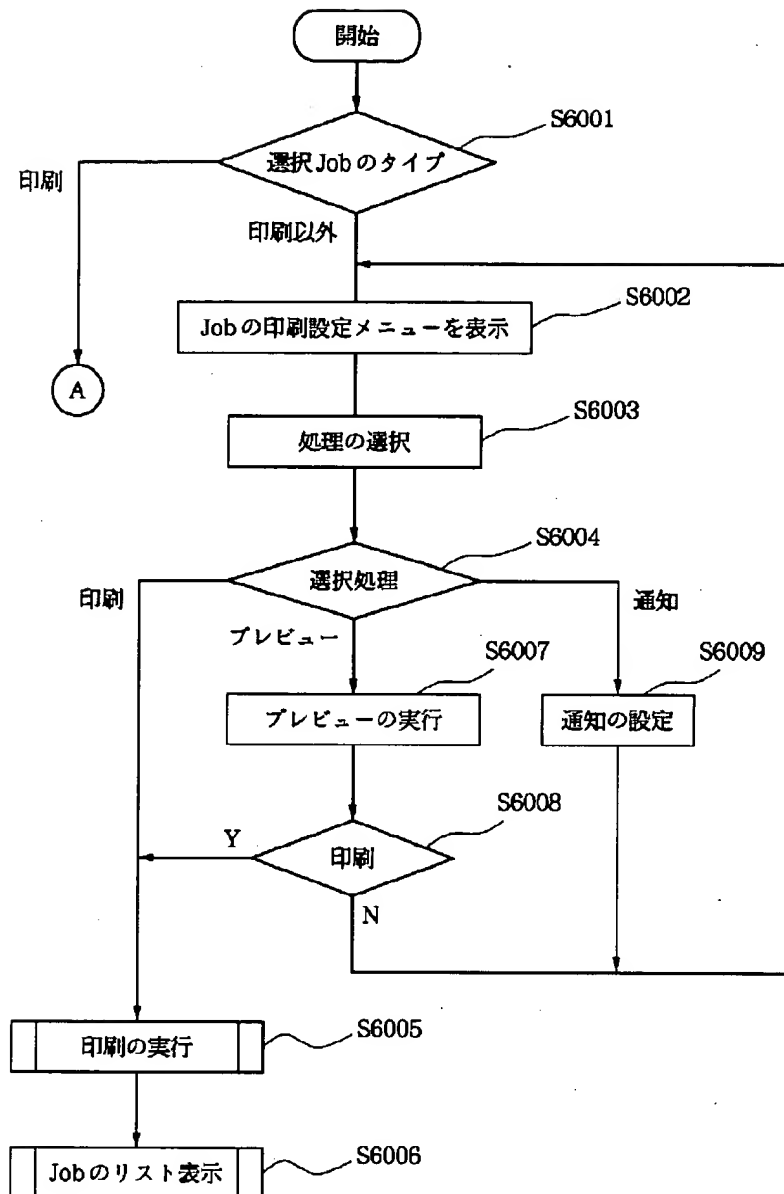 開始
S6001
選択Jobのタイプ
印刷
印刷以外
S6002
Jobの印刷設定メニューを表示
A
S6003
処理の選択
S6004
選択処理
印刷
通知
プレビュー
S6007
S6009
プレビューの実行
通知の設定
S6008
Y
印刷
N
S6005
印刷の実行
S6006
Jobのリスト表示